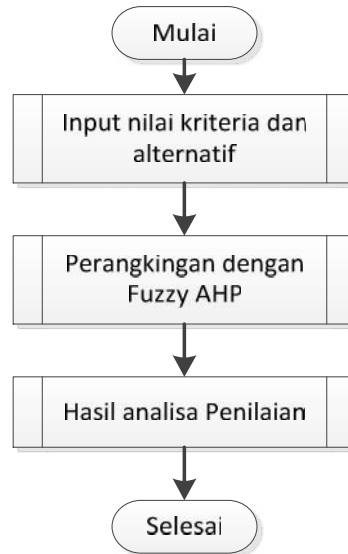 Mulai
Input nilai kriteria dan
alternatif
Perangkingan dengan
Fuzzy AHP
Hasil analisa Penilaian
Selesai